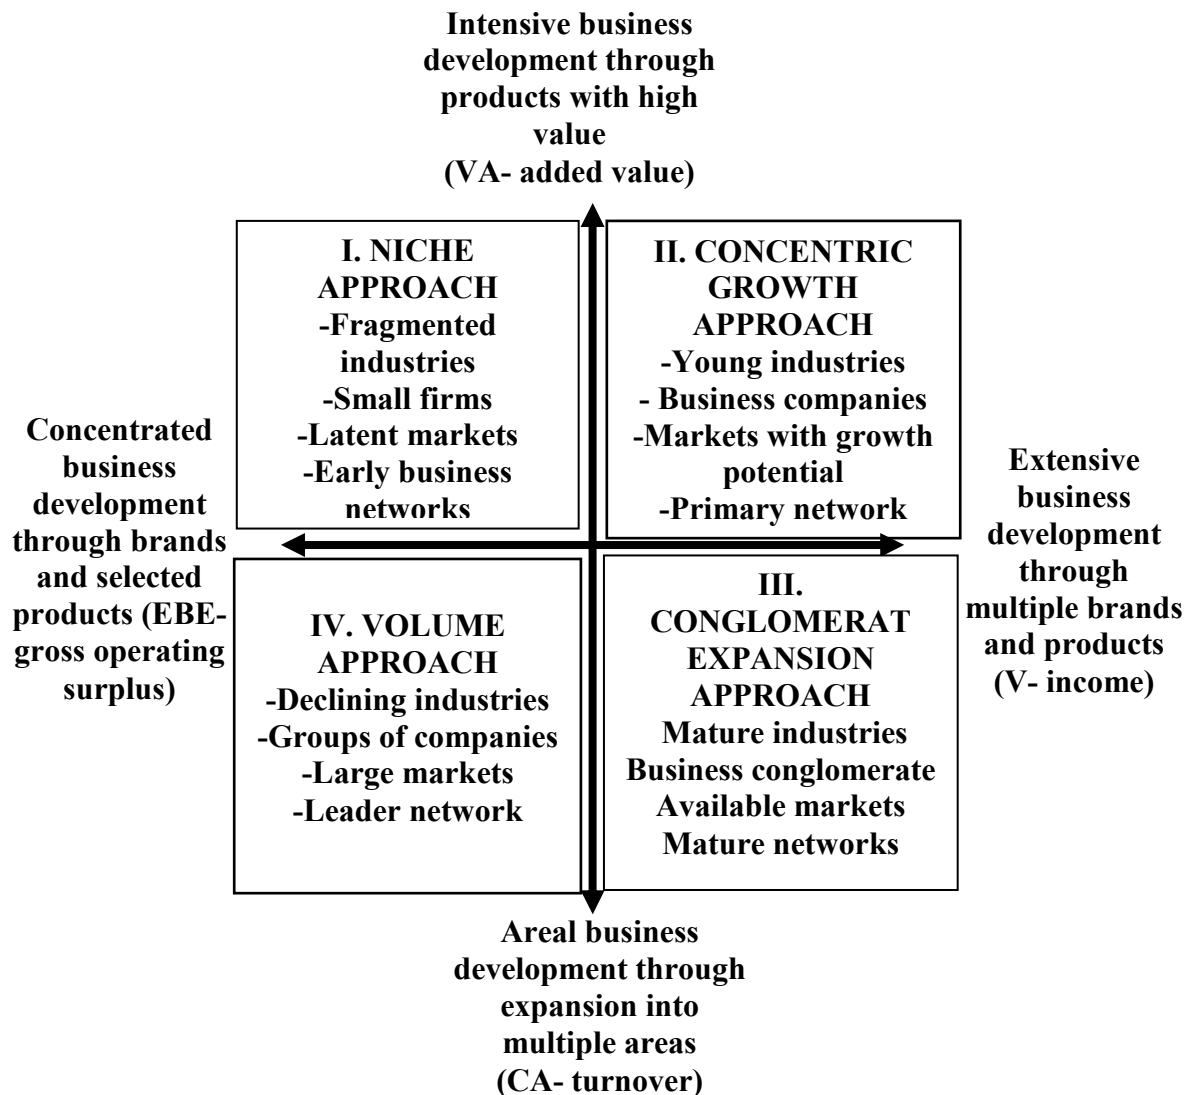 Intensive business
development through
products with high
value
(VA- added value)
I. NICHE
APPROACH
-Fragmented
industries
-Small firms
-Latent markets
-Early business
networks
II. CONCENTRIC
GROWTH
APPROACH
-Young industries
- Business companies
-Markets with growth
potential
-Primary network
Concentrated
business
development
through brands
and selected
products (EBE-
gross operating
surplus)
Extensive
business
development
through
multiple brands
and products
(V- income)
IV. VOLUME
APPROACH
-Declining industries
-Groups of companies
-Large markets
-Leader network
III.
CONGLOMERAT
EXPANSION
APPROACH
Mature industries
Business conglomerate
Available markets
Mature networks
Areal business
development through
expansion into
multiple areas
(CA- turnover)